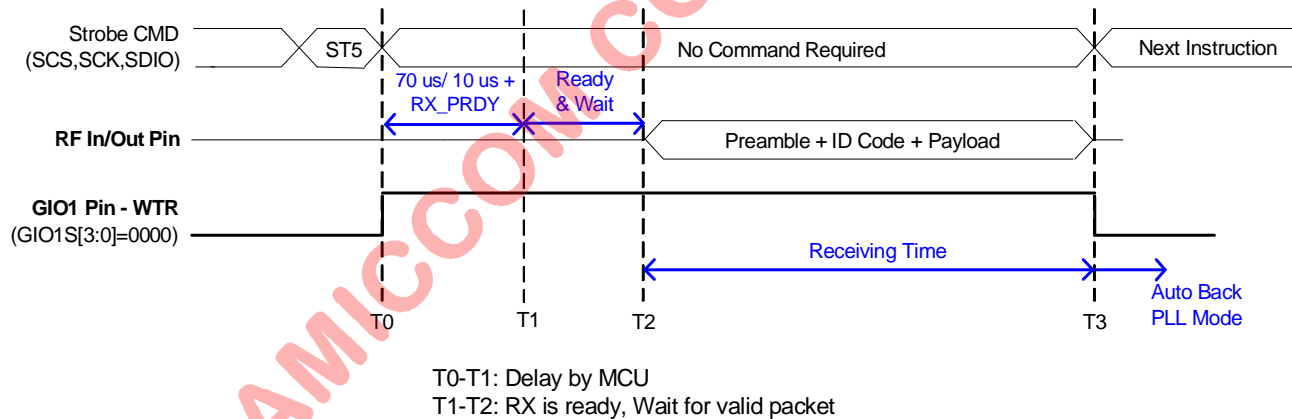 Strobe CMD
(SCS,SCK,SDIO)
ST5
No Command Required
Next Instruction
70 us/ 10 us +
RX_PRDY
Ready
& Wait
RF In/Out Pin
Preamble + ID Code + Payload
GIO1 Pin - WTR
(GIO1S[3:0]=0000)
Receiving Time
Auto Back
PLL Mode
T0
T1
T2
T3
T0-T1: Delay by MCU
T1-T2: RX is ready, Wait for valid packet
AMICCOM C